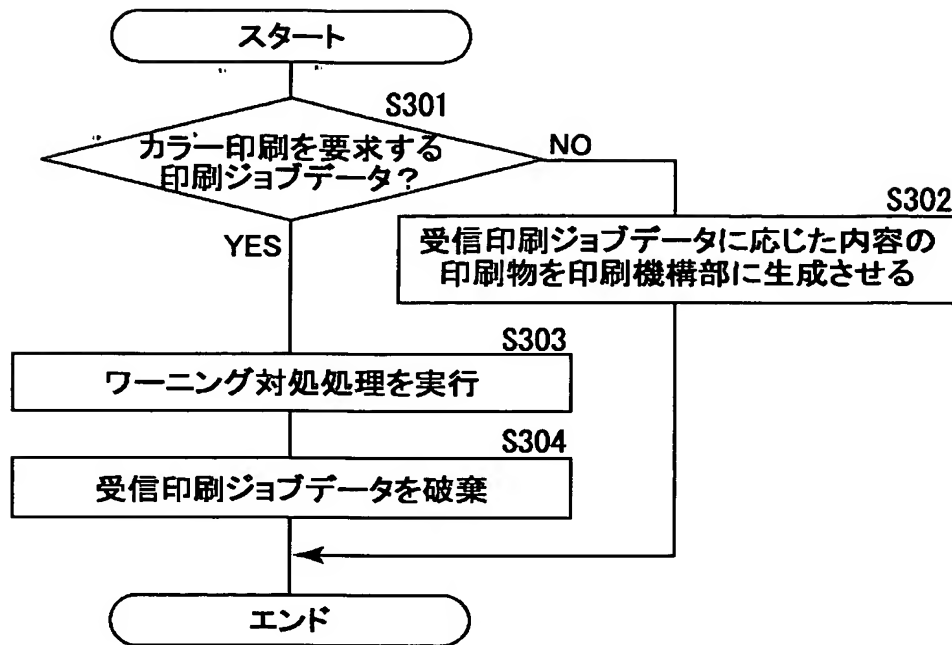 スタート
S301
カラー印刷を要求する
印刷ジョブデータ?
NO
YES
S302
受信印刷ジョブデータに応じた内容の
印刷物を印刷機構部に生成させる
S303
ワーニング対処処理を実行
S304
受信印刷ジョブデータを破棄
エンド